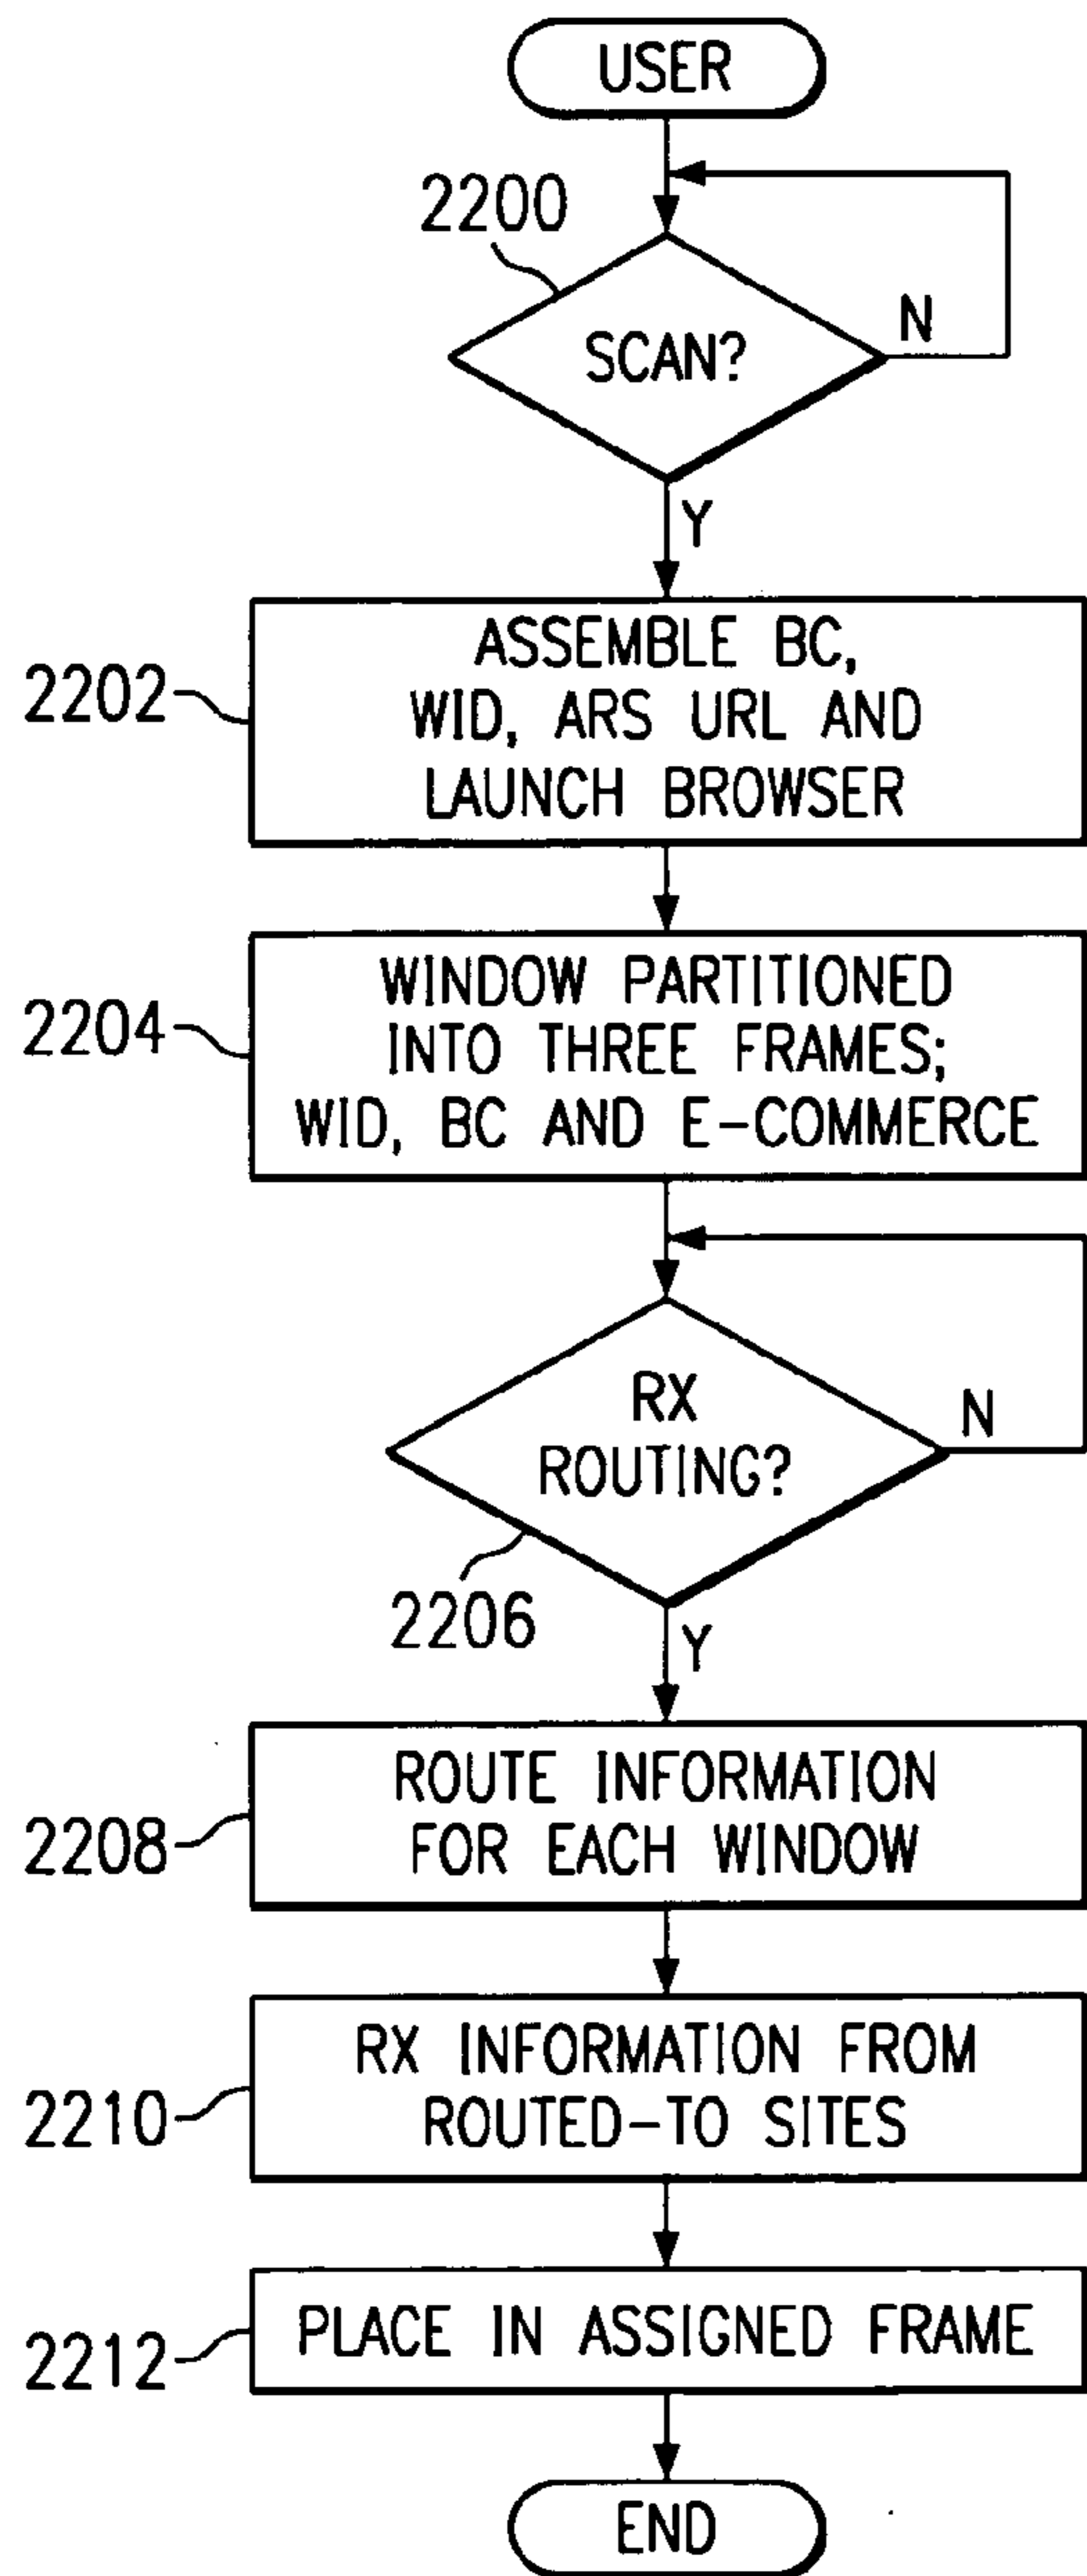 USER
2200
SCAN?
N
Y
2202
ASSEMBLE BC,
WID, ARS URL AND
LAUNCH BROWSER
2204
WINDOW PARTITIONED
INTO THREE FRAMES;
WID, BC AND E-COMMERCE
RX
ROUTING?
N
2206
Y
2208
ROUTE INFORMATION
FOR EACH WINDOW
2210
RX INFORMATION FROM
ROUTED-TO SITES
2212
PLACE IN ASSIGNED FRAME
END